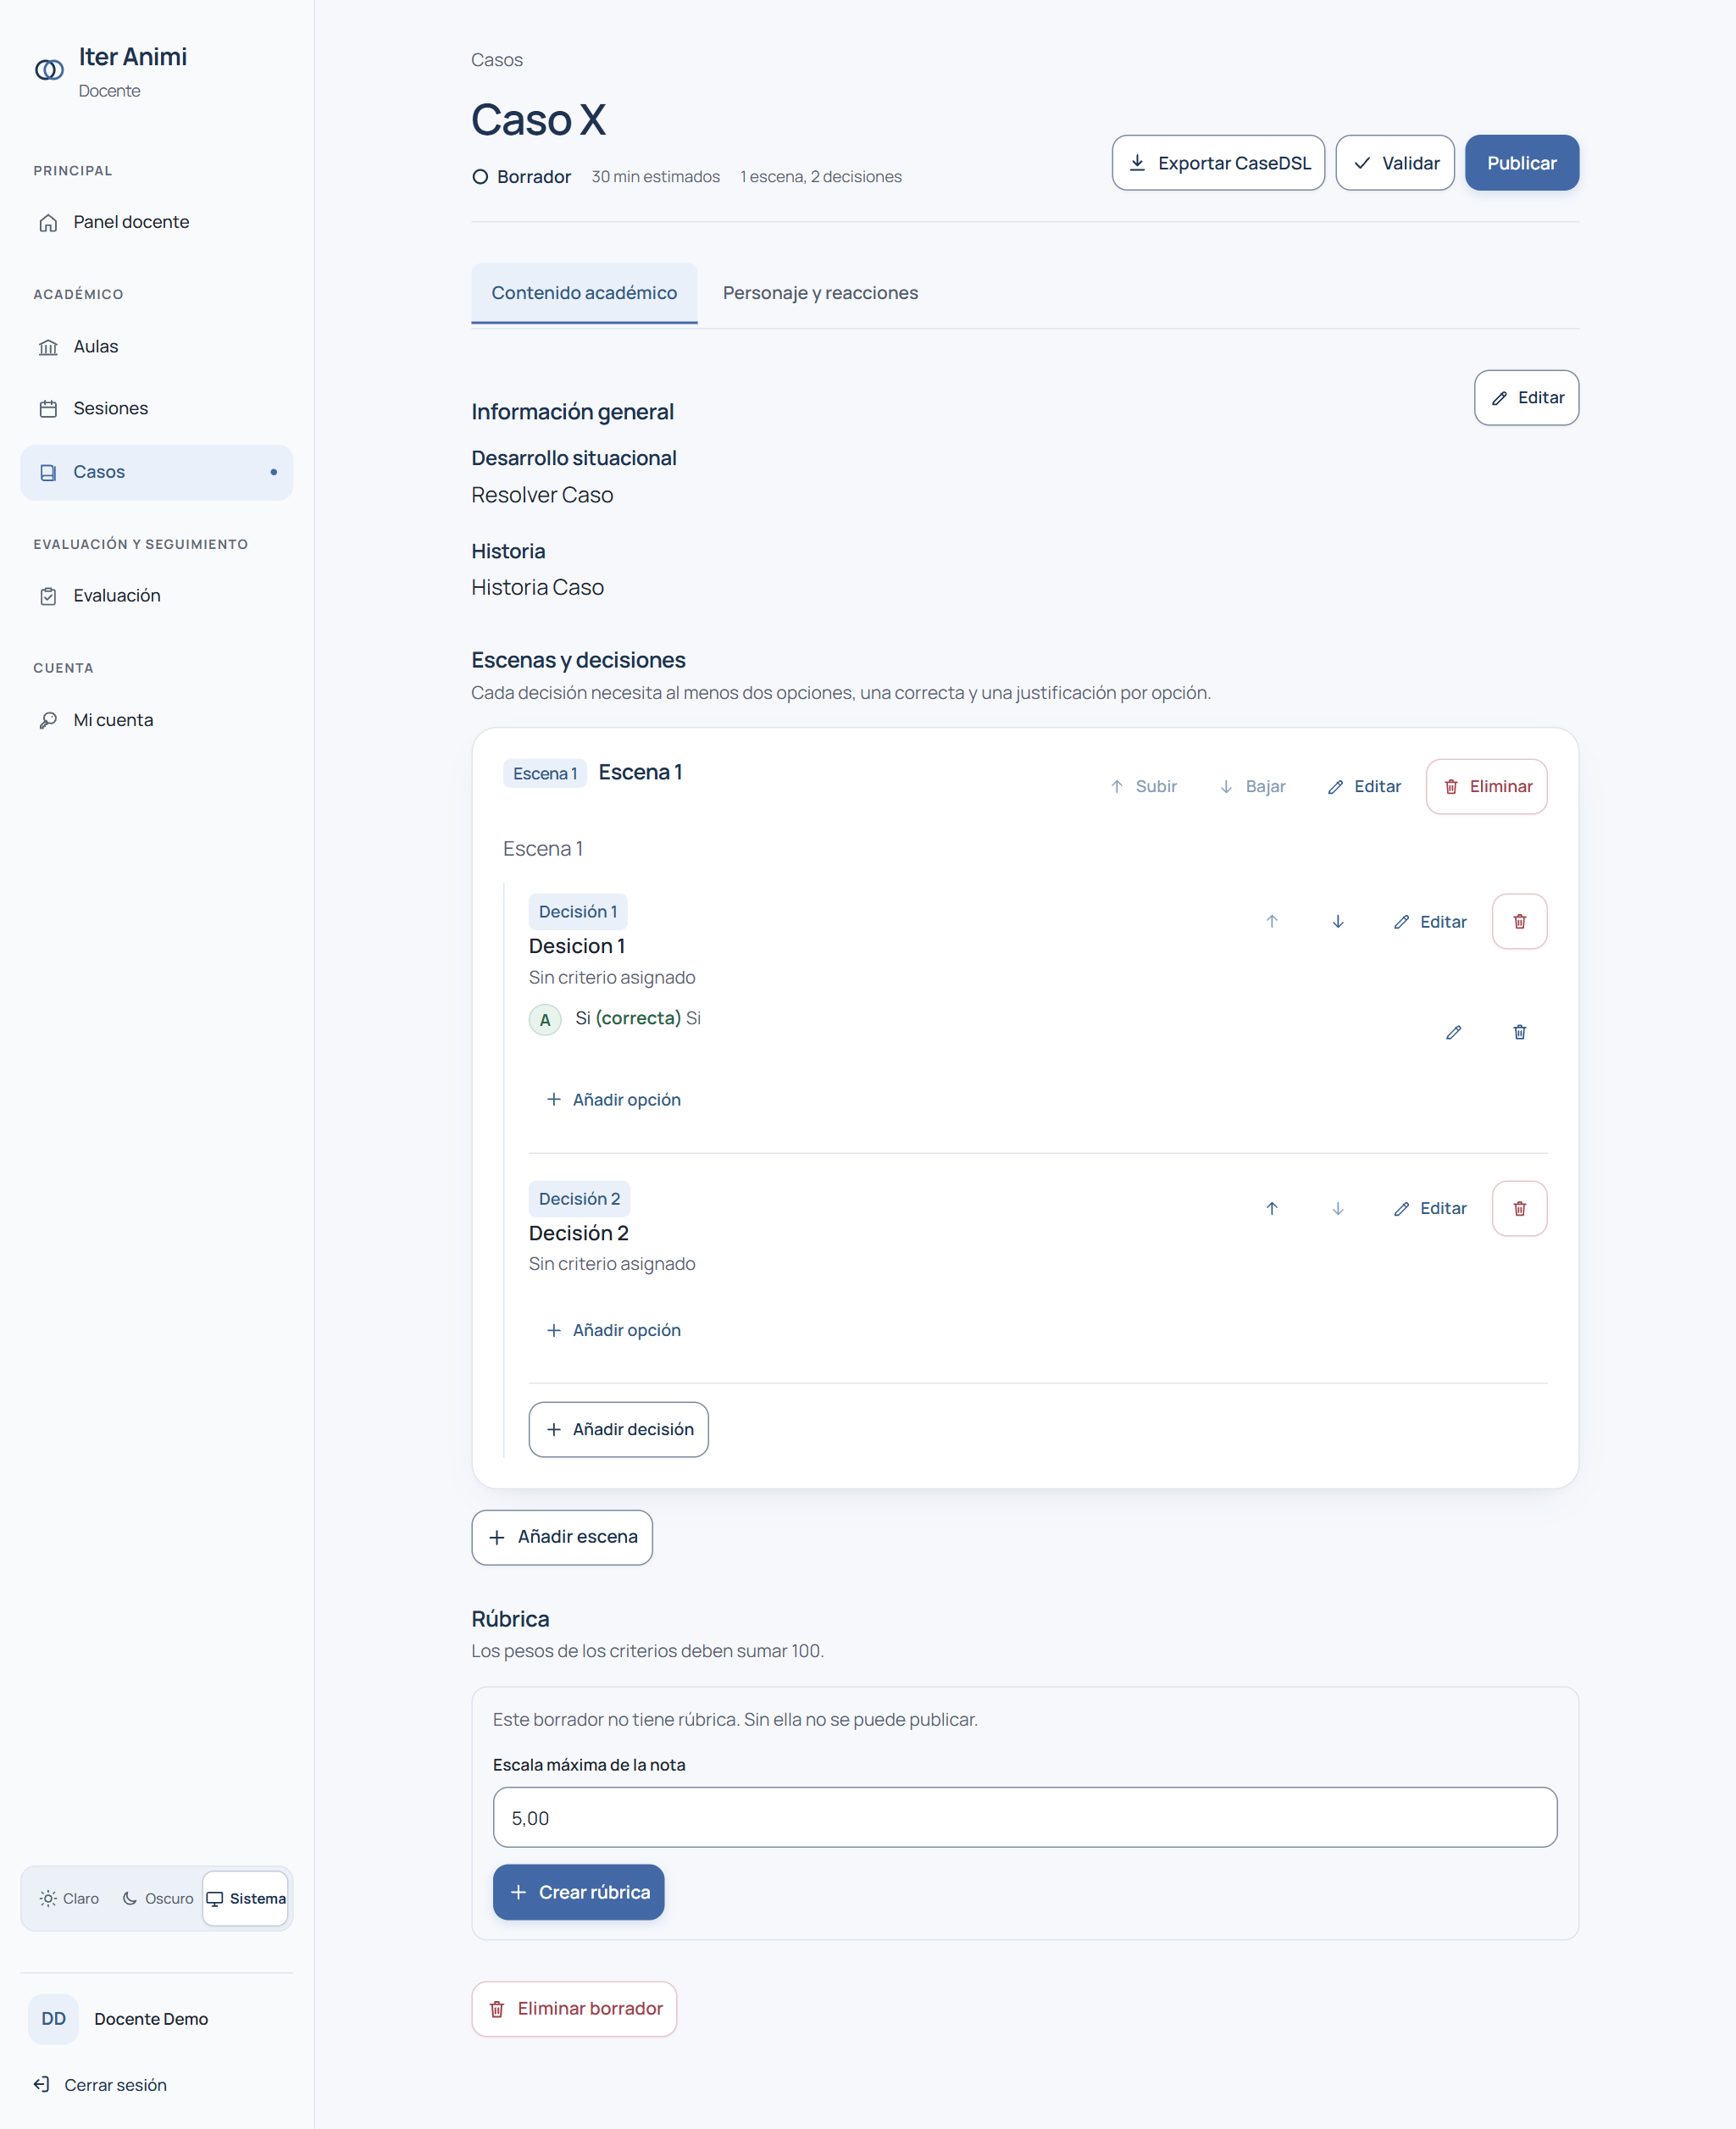 Iter Animi
Docente
PRINCIPAL
Panel docente
ACADÉMICO
Aulas
Sesiones
Casos
EVALUACIÓN Y SEGUIMIENTO
Evaluación
CUENTA
Mi cuenta
Claro Oscuro Sistema
DD Docente Demo
Cerrar sesión
Casos
Caso X
Borrador 30 min estimados 1 escena, 2 decisiones
Exportar CaseDSL Validar Publicar
Contenido académico Personaje y reacciones
Información general Editar
Desarrollo situacional
Resolver Caso
Historia
Historia Caso
Escenas y decisiones
Cada decisión necesita al menos dos opciones, una correcta y una justificación por opción.
Escena 1 Escena 1 Subir Bajar Editar Eliminar
Escena 1
Decisión 1 Editar
Desicion 1
Sin criterio asignado
A Si (correcta) Si
Añadir opción
Decisión 2 Editar
Decisión 2
Sin criterio asignado
Añadir opción
Añadir decisión
Añadir escena
Rúbrica
Los pesos de los criterios deben sumar 100.
Este borrador no tiene rúbrica. Sin ella no se puede publicar.
Escala máxima de la nota
5,00
Crear rúbrica
Eliminar borrador